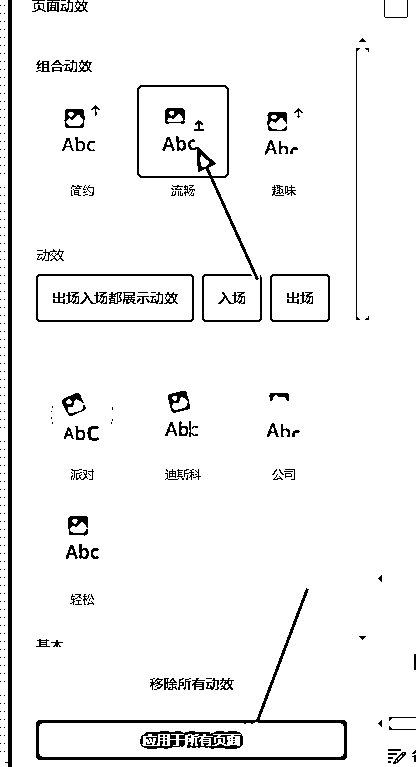 页面动效
组合动效
Abc Abc Abc
简约 流畅 趣味
动效
出场入场都展示动效 入场 出场
AbC Abc Abc
派对 迪斯科 公司
Abc
轻松
基本
移除所有动效
应用于所有页面